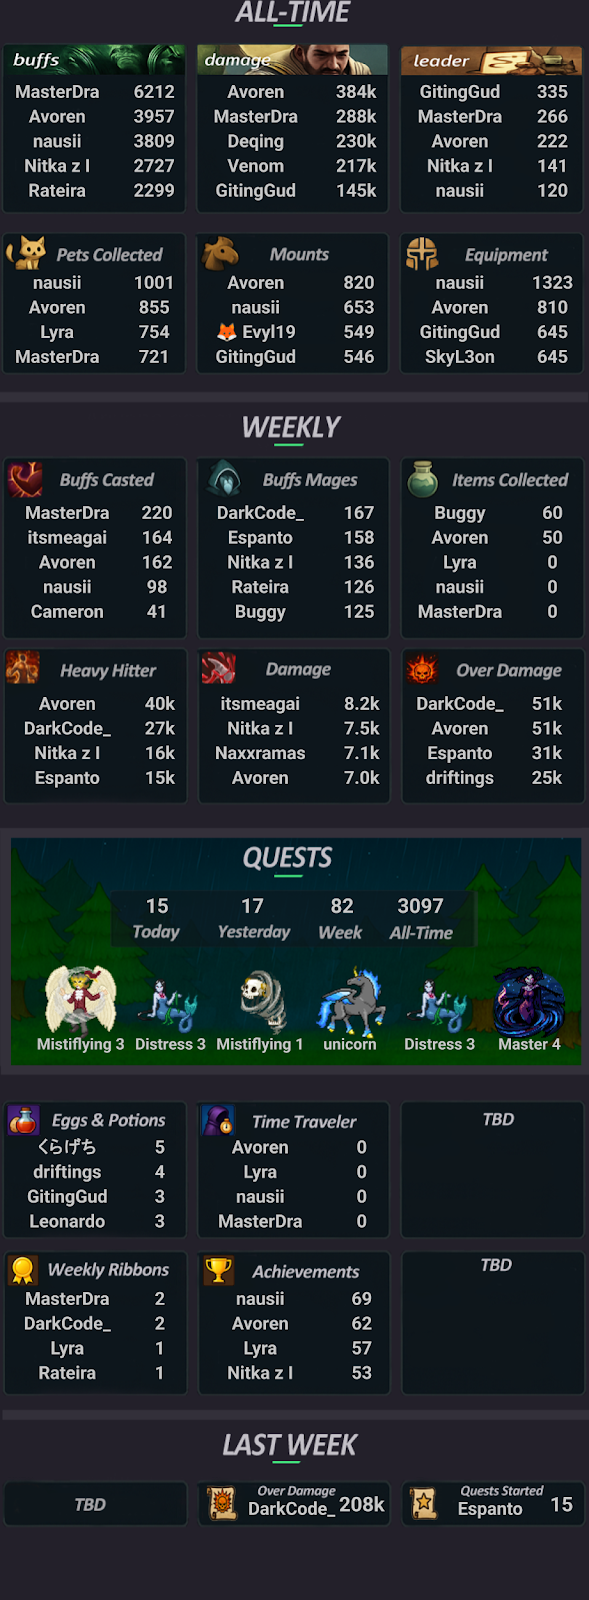 ALL-TIME
buffs
MasterDra 6212
Avoren 3957
nausii 3809
Nitka z l 2727
Rateira 2299
damage
Avoren 384k
MasterDra 288k
Deqing 230k
Venom 217k
GitingGud 145k
leader
GitingGud 335
MasterDra 266
Avoren 222
Nitka z l 141
nausii 120
Pets Collected
nausii 1001
Avoren 855
Lyra 754
MasterDra 721
Mounts
Avoren 820
nausii 653
🦊 Evyl19 549
GitingGud 546
Equipment
nausii 1323
Avoren 810
GitingGud 645
SkyL3on 645
WEEKLY
Buffs Casted
MasterDra 220
itsmeagai 164
Avoren 162
nausii 98
Cameron 41
Buffs Mages
DarkCode_ 167
Espanto 158
Nitka z l 136
Rateira 126
Buggy 125
Items Collected
Buggy 60
Avoren 50
Lyra 0
nausii 0
MasterDra 0
Heavy Hitter
Avoren 40k
DarkCode_ 27k
Nitka z l 16k
Espanto 15k
Damage
itsmeagai 8.2k
Nitka z l 7.5k
Naxxramas 7.1k
Avoren 7.0k
Over Damage
DarkCode_ 51k
Avoren 51k
Espanto 31k
driftings 25k
QUESTS
15 17 82 3097
Today Yesterday Week All-Time
Mistiflying 3 Distress 3 Mistiflying 1 unicorn Distress 3 Master 4
Eggs & Potions
くらげち 5
driftings 4
GitingGud 3
Leonardo 3
Time Traveler
Avoren 0
Lyra 0
nausii 0
MasterDra 0
TBD
Weekly Ribbons
MasterDra 2
DarkCode_ 2
Lyra 1
Rateira 1
Achievements
nausii 69
Avoren 62
Lyra 57
Nitka z l 53
TBD
LAST WEEK
TBD
Over Damage
DarkCode_ 208k
Quests Started
Espanto 15